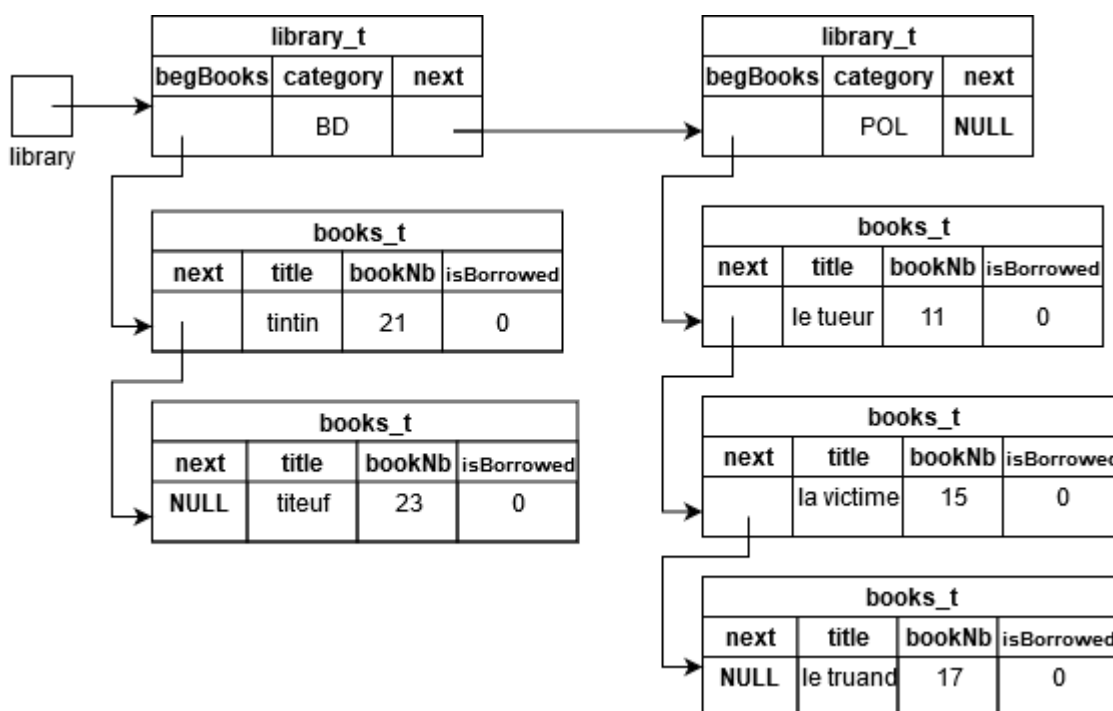 library_t
begBooks category next
BD
library
books_t
next title bookNb isBorrowed
tintin 21 0
books_t
next title bookNb isBorrowed
NULL titeuf 23 0
library_t
begBooks category next
POL NULL
books_t
next title bookNb isBorrowed
le tueur 11 0
books_t
next title bookNb isBorrowed
la victime 15 0
books_t
next title bookNb isBorrowed
NULL le truand 17 0